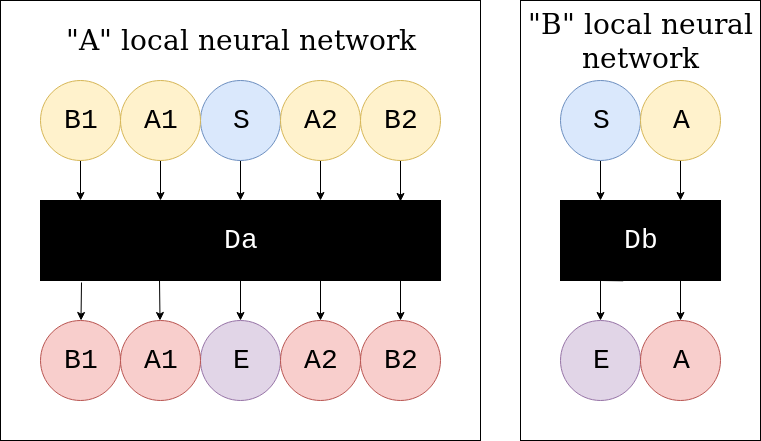 "A" local neural network
B1 A1 S A2 B2
Da
B1 A1 E A2 B2
"B" local neural
network
S A
Db
E A